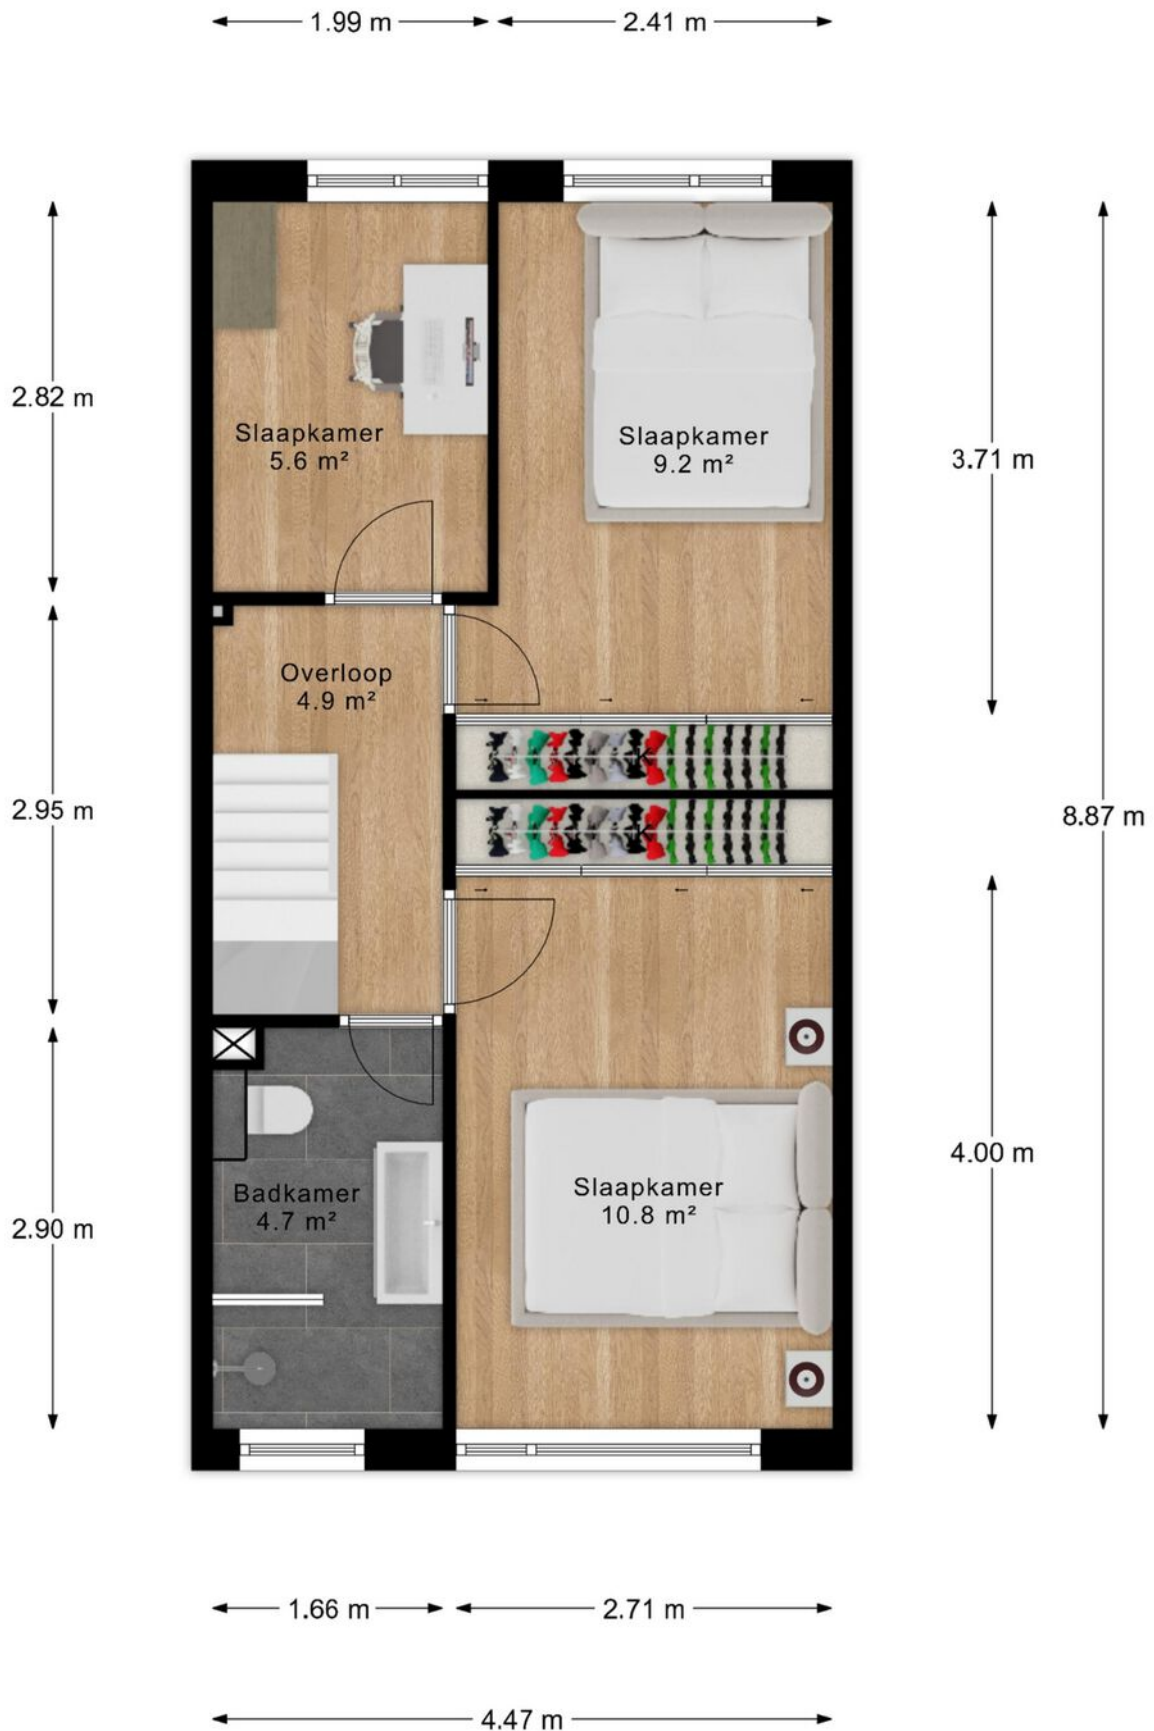 1.99 m
2.41 m
2.82 m
Slaapkamer
5.6 m²
Slaapkamer
9.2 m²
3.71 m
Overloop
4.9 m²
2.95 m
K
8.87 m
K
4.00 m
Slaapkamer
10.8 m²
Badkamer
4.7 m²
2.90 m
1.66 m
2.71 m
4.47 m